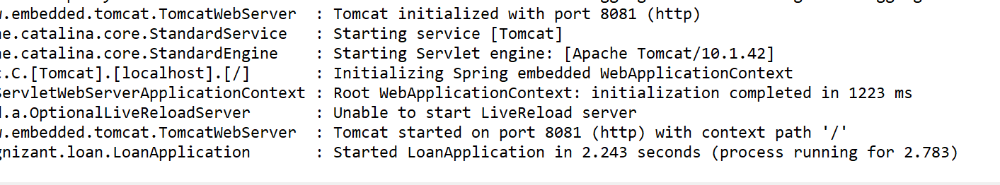 w.embedded.tomcat.TomcatWebServer : Tomcat initialized with port 8081 (http)
e.catalina.core.StandardService : Starting service [Tomcat]
e.catalina.core.StandardEngine : Starting Servlet engine: [Apache Tomcat/10.1.42]
.C.[Tomcat].[localhost].[/] : Initializing Spring embedded WebApplicationContext
ServletWebServerApplicationContext : Root WebApplicationContext: initialization completed in 1223 ms
.a.OptionalLiveReloadServer : Unable to start LiveReload server
w.embedded.tomcat.TomcatWebServer : Tomcat started on port 8081 (http) with context path '/'
gnizant.loan.LoanApplication : Started LoanApplication in 2.243 seconds (process running for 2.783)